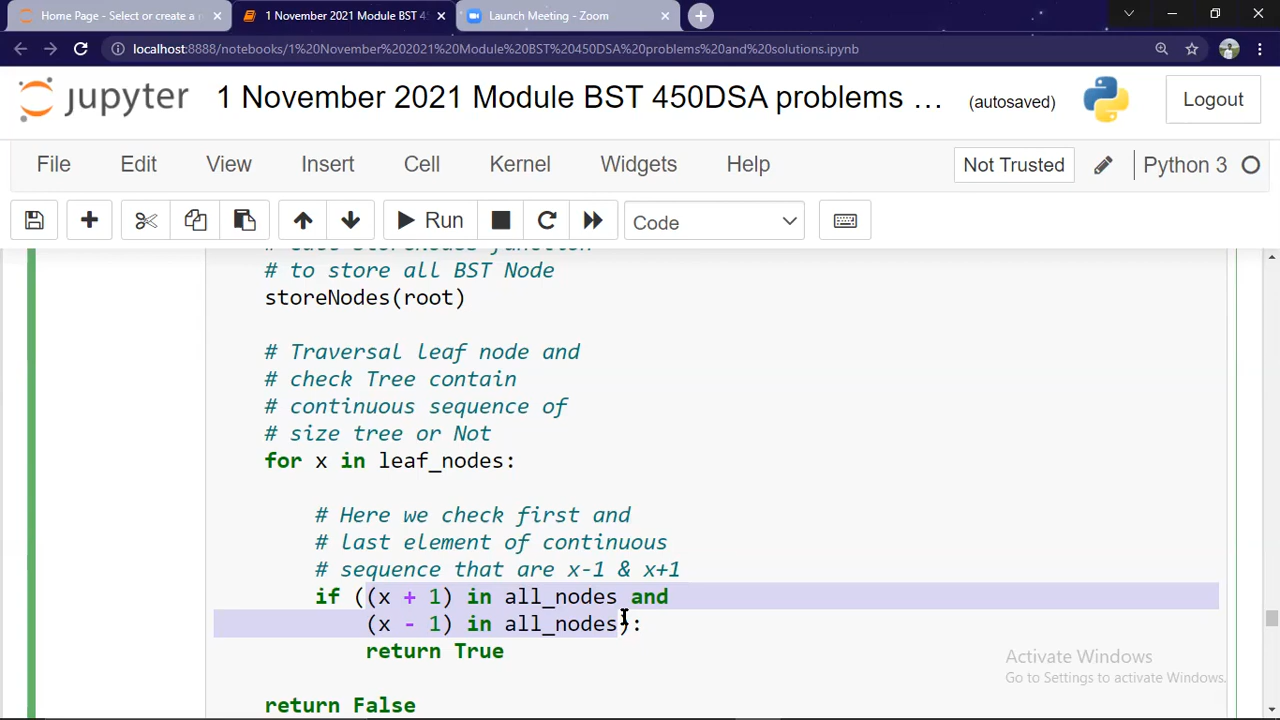 Home Page - Select or create a
1 November 2021 Module BST 45
Launch Meeting - Zoom
localhost:8888/notebooks/1%20November%202021%20Module%20BST%20450DSA%20problems%20and%20solutions.ipynb
jupyter
1 November 2021 Module BST 450DSA problems ...
(autosaved)
Logout
File
Edit
View
Insert
Cell
Kernel
Widgets
Help
Not Trusted
Python 3
Run
Code
# to store all BST Node
storeNodes(root)
# Traversal leaf node and
# check Tree contain
# continuous sequence of
# size tree or Not
for x in leaf_nodes:
# Here we check first and
# last element of continuous
# sequence that are x-1 & x+1
if ((x + 1) in all_nodes and
(x - 1) in all_nodes):
return True
return False
Activate Windows
Go to Settings to activate Windows.